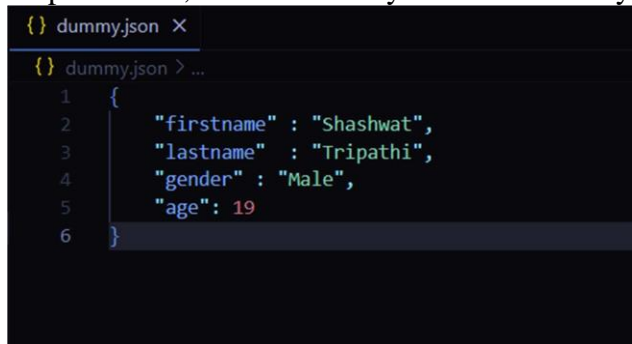 {} dummy.json ×
{} dummy.json > ...
1 {
2 "firstname" : "Shashwat",
3 "lastname"  : "Tripathi",
4 "gender" : "Male",
5 "age": 19
6 }